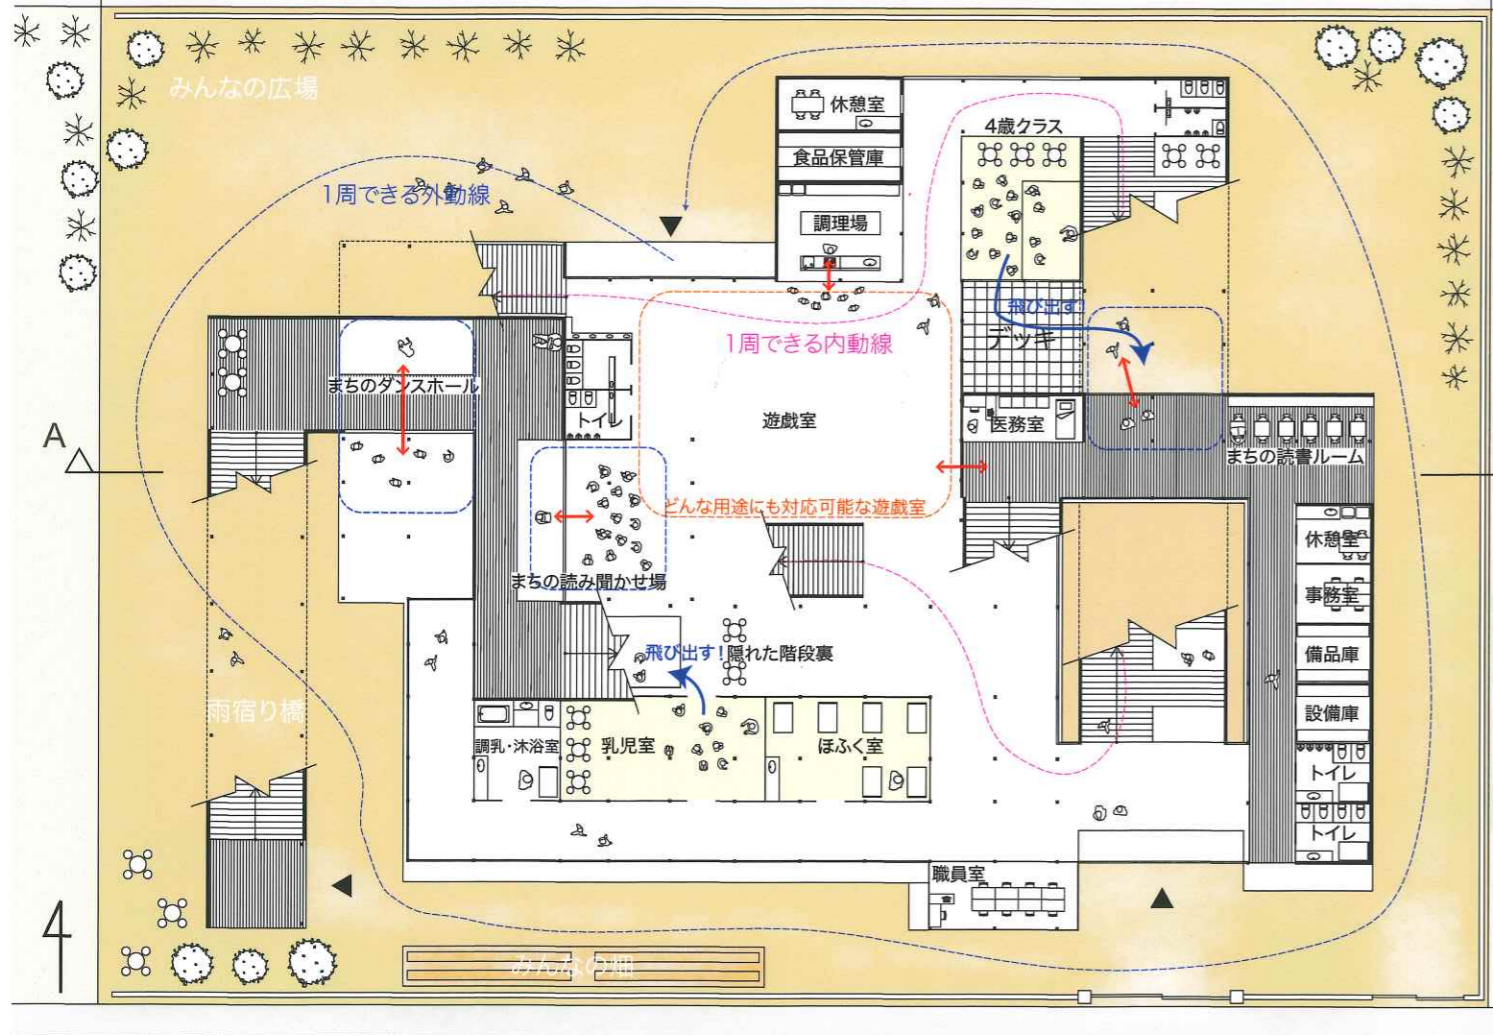 みんなの広場
休憩室
4歳クラス
食品保管庫
1周できる外動線
調理場
飛び出す!
デッキ
1周できる内動線
まちのダンスホール
トイレ
遊戯室
医務室
A
まちの読書ルーム
どんな用途にも対応可能な遊戯室
休憩室
まちの読み聞かせ場
事務室
飛び出す!隠れた階段裏
備品庫
雨宿り橋
設備庫
調乳・沐浴室
乳児室
ほふく室
トイレ
トイレ
職員室
みんなの畑